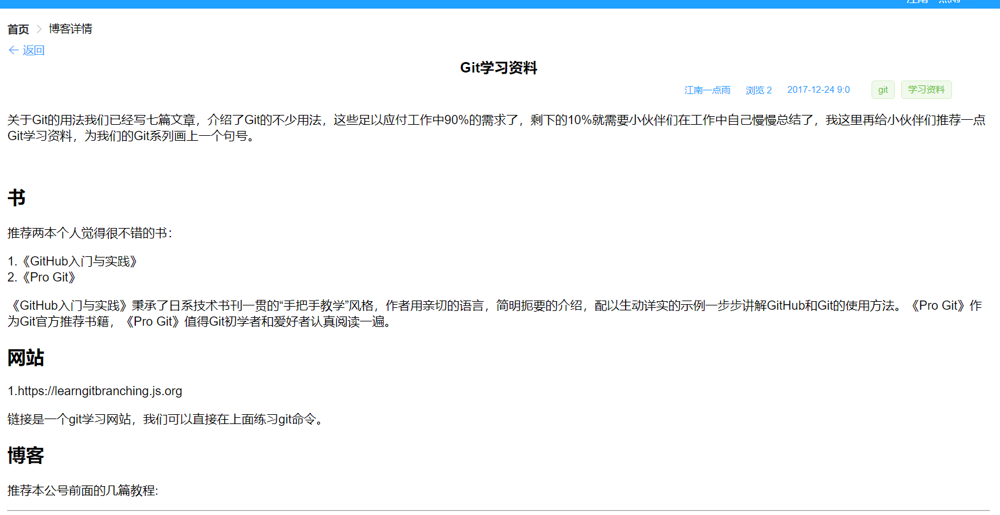 首页 > 博客详情
← 返回
Git学习资料
江南一点雨 浏览 2 2017-12-24 9:0 git 学习资料
关于Git的用法我们已经写七篇文章，介绍了Git的不少用法，这些足以应付工作中90%的需求了，剩下的10%就需要小伙伴们在工作中自己慢慢总结了，我这里再给小伙伴们推荐一点
Git学习资料，为我们的Git系列画上一个句号。
书
推荐两本个人觉得很不错的书：
1.《GitHub入门与实践》
2.《Pro Git》
《GitHub入门与实践》秉承了日系技术书刊一贯的“手把手教学”风格，作者用亲切的语言，简明扼要的介绍，配以生动详实的示例一步步讲解GitHub和Git的使用方法。《Pro Git》作
为Git官方推荐书籍，《Pro Git》值得Git初学者和爱好者认真阅读一遍。
网站
1.https://learngitbranching.js.org
链接是一个git学习网站，我们可以直接在上面练习git命令。
博客
推荐本公号前面的几篇教程: